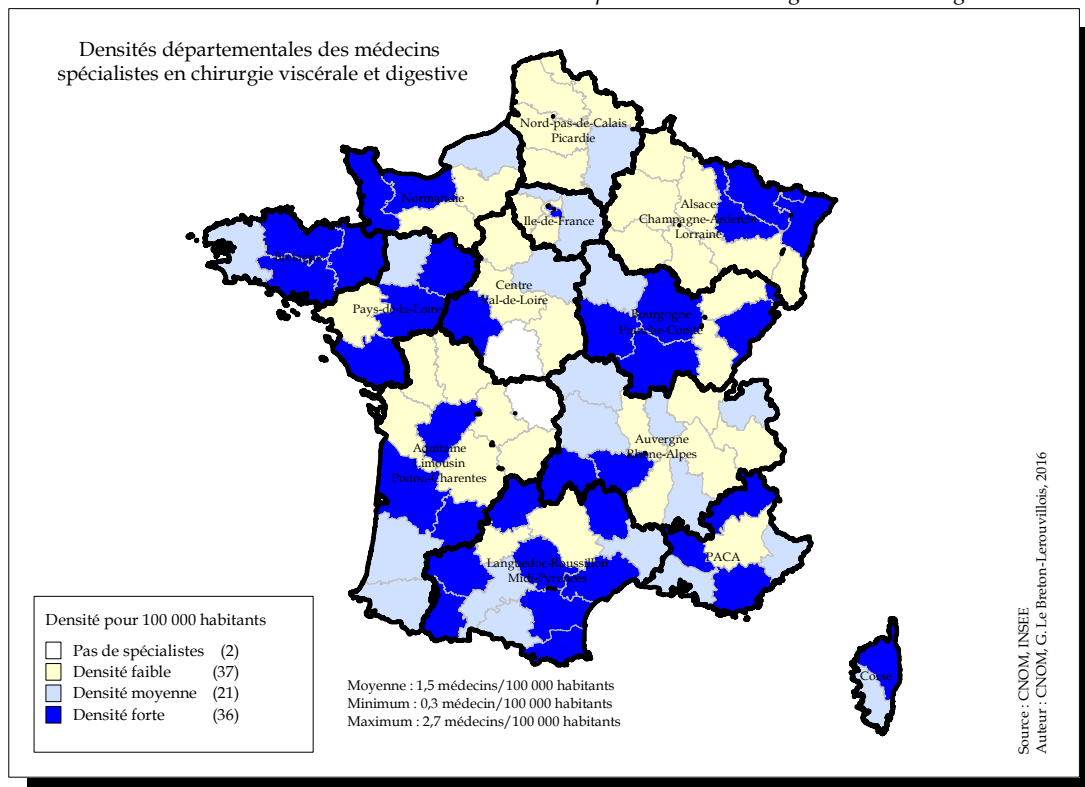 Densités départementales des médecins
spécialistes en chirurgie viscérale et digestive
Nord-pas-de-Calais
Picardie
Normandie
Ile-de-France
Alsace
Champagne-Ardenne
Lorraine
Bretagne
Centre
Val-de-Loire
Pays-de-la-Loire
Bourgogne
Franche-Comté
Auvergne
Rhône-Alpes
Aquitaine
Limousin
Poitou-Charentes
PACA
Languedoc-Roussillon
Midi-Pyrénées
Corse
Densité pour 100 000 habitants
Pas de spécialistes (2)
Densité faible (37)
Densité moyenne (21)
Densité forte (36)
Moyenne : 1,5 médecins/100 000 habitants
Minimum : 0,3 médecin/100 000 habitants
Maximum : 2,7 médecins/100 000 habitants
Source : CNOM, INSEE
Auteur : CNOM, G. Le Breton-Lerouvillois, 2016